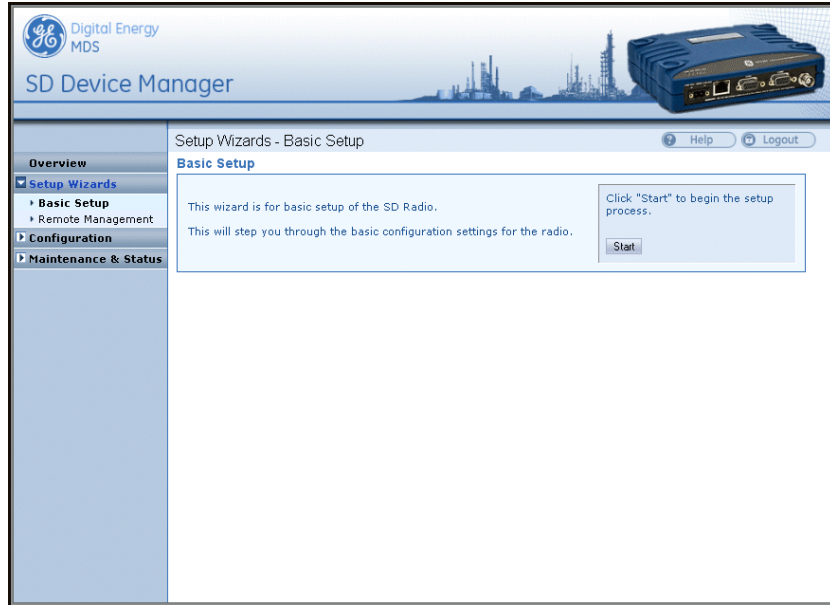 Digital Energy
MDS
SD Device Manager
Setup Wizards - Basic Setup
Help
Logout
Overview
Setup Wizards
Basic Setup
Remote Management
Configuration
Maintenance & Status
Basic Setup
This wizard is for basic setup of the SD Radio.
This will step you through the basic configuration settings for the radio.
Click "Start" to begin the setup
process.
Start